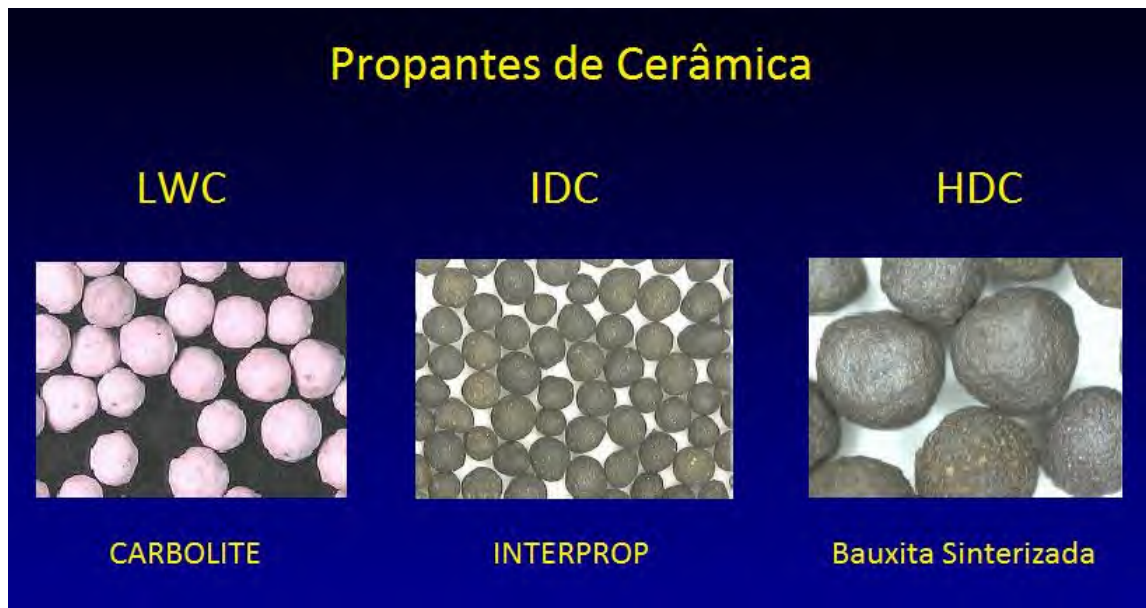 Propantes de Cerâmica
LWC
IDC
HDC
CARBOLITE
INTERPROP
Bauxita Sinterizada